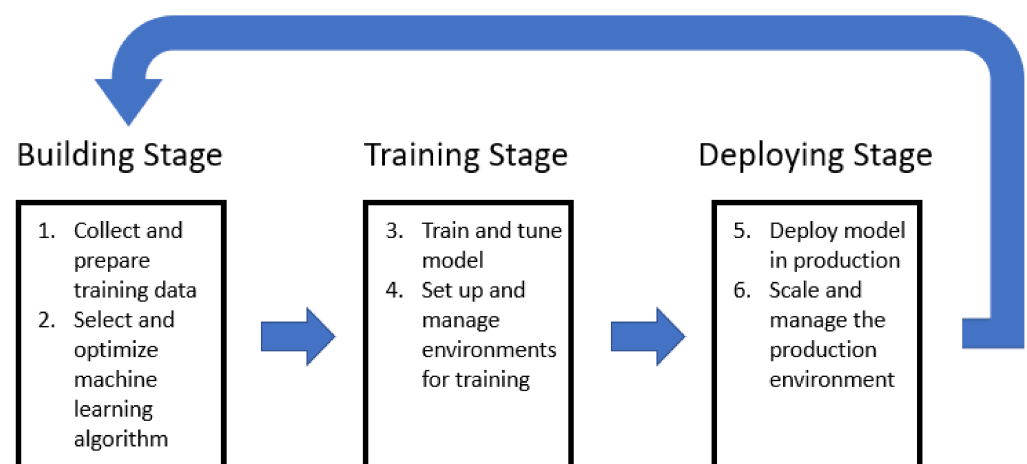 Building Stage
Training Stage
Deploying Stage
1. Collect and
prepare
training data
2. Select and
optimize
machine
learning
algorithm
3. Train and tune
model
4. Set up and
manage
environments
for training
5. Deploy model
in production
6. Scale and
manage the
production
environment